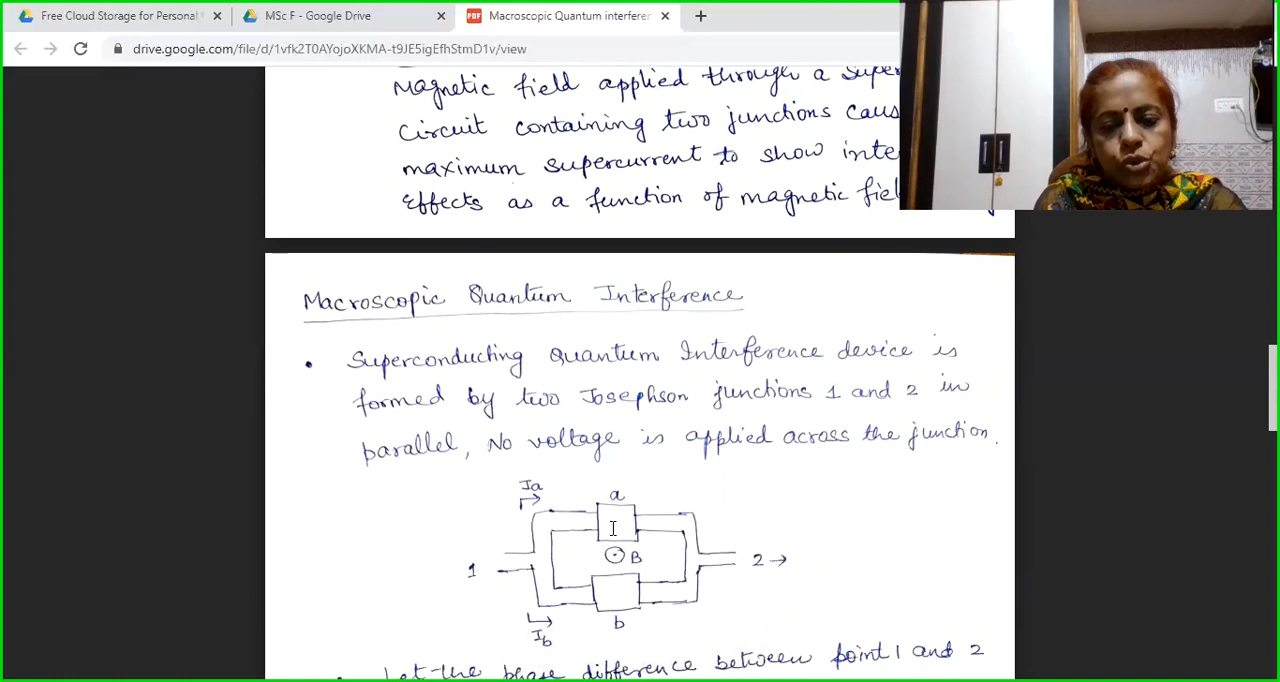 Free Cloud Storage for Personal
MSc F - Google Drive
PDF
Macroscopic Quantum interferer
drive.google.com/file/d/1vfk2T0AYojoXKMA-t9JE5igEfhStmD1v/view
Magnetic field applied through a Super
Circuit containing two junctions caus
maximum supercurrent to show inte
Effects as a function of magnetic fiel
Macroscopic Quantum Interference
• Superconducting Quantum Interference device is
formed by two Josephson junctions 1 and 2 in
parallel, No voltage is applied across the junction.
Ia
a
B
1
2 →
b
Ib
• Let the phase difference between point 1 and 2